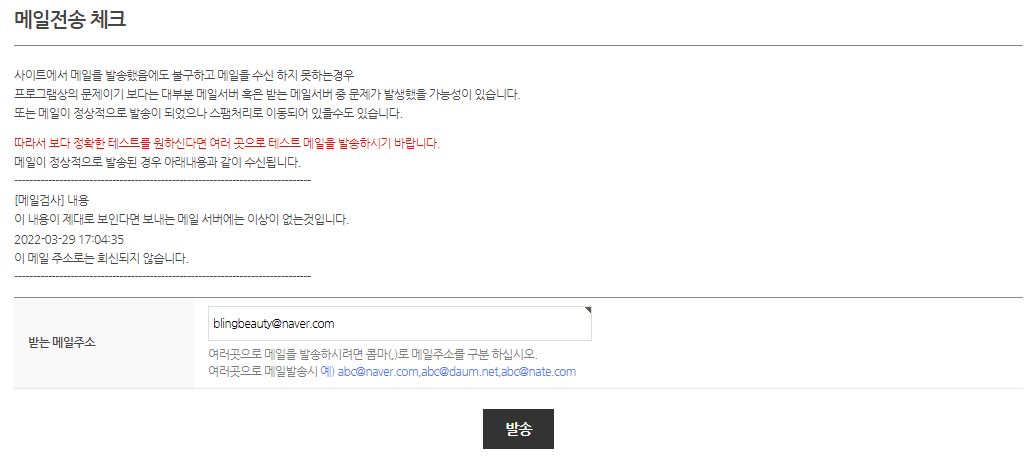 메일전송 체크
사이트에서 메일을 발송했음에도 불구하고 메일을 수신 하지 못하는경우
프로그램상의 문제이기 보다는 대부분 메일서버 혹은 받는 메일서버 중 문제가 발생했을 가능성이 있습니다.
또는 메일이 정상적으로 발송이 되었으나 스팸처리로 이동되어 있을수도 있습니다.
따라서 보다 정확한 테스트를 원하신다면 여러 곳으로 테스트 메일을 발송하시기 바랍니다.
메일이 정상적으로 발송된 경우 아래내용과 같이 수신됩니다.
--------------------------------------------------------------------------------
[메일검사] 내용
이 내용이 제대로 보인다면 보내는 메일 서버에는 이상이 없는것입니다.
2022-03-29 17:04:35
이 메일 주소로는 회신되지 않습니다.
--------------------------------------------------------------------------------
받는 메일주소
blingbeauty@naver.com
여러곳으로 메일을 발송하시려면 콤마(,)로 메일주소를 구분 하십시오.
여러곳으로 메일발송시 예) abc@naver.com,abc@daum.net,abc@nate.com
발송